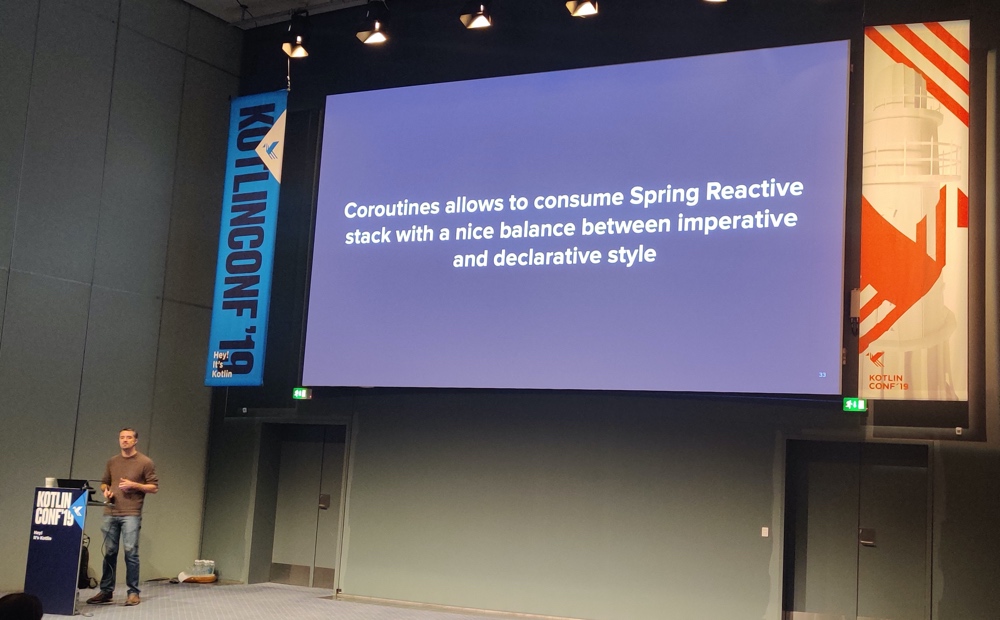 Coroutines allows to consume Spring Reactive
stack with a nice balance between imperative
and declarative style
33
KOTLINCONF '19
Hey!
It's
Kotlin
KOTLIN
CONF'19
KOTLIN
CONF'19
Hey!
It's Kotlin